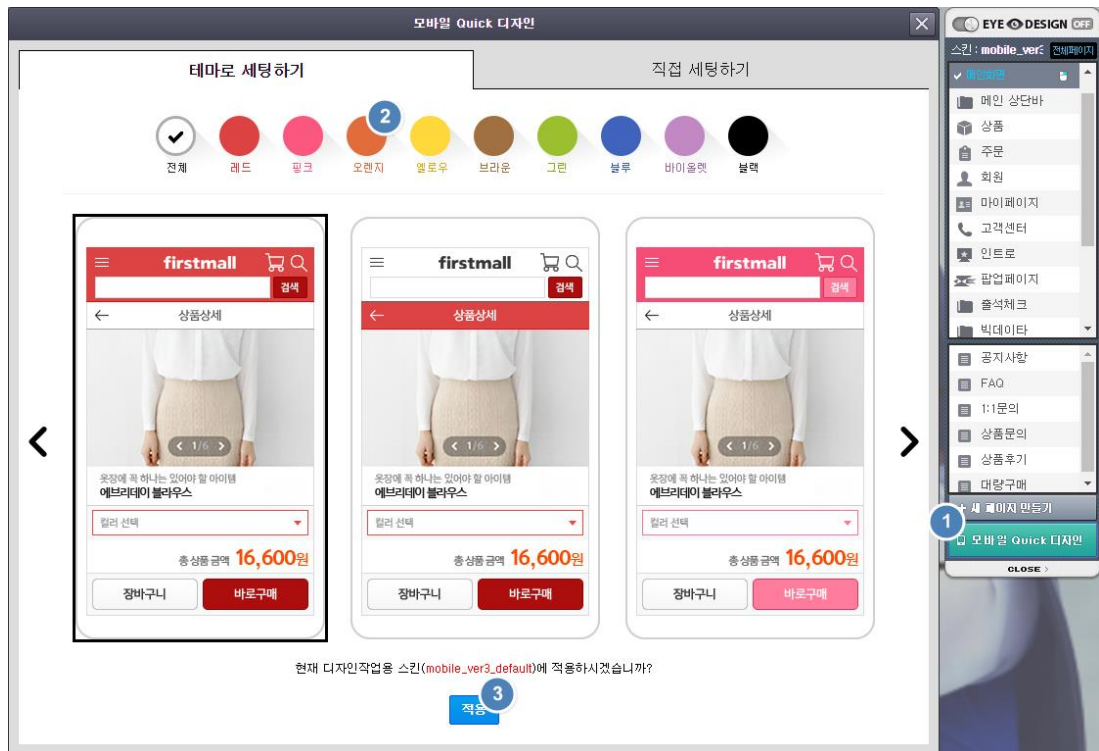 모바일 Quick 디자인
테마로 세팅하기
직접 세팅하기
2
전체
레드
핑크
오렌지
옐로우
브라운
그린
블루
바이올렛
블랙
firstmall
검색
상품상세
1/6
옷장에 꼭 하나는 있어야 할 아이템
에브리데이 블라우스
컬러 선택
총 상품 금액 16,600원
장바구니
바로구매
firstmall
검색
상품상세
1/6
옷장에 꼭 하나는 있어야 할 아이템
에브리데이 블라우스
컬러 선택
총 상품 금액 16,600원
장바구니
바로구매
firstmall
검색
상품상세
1/6
옷장에 꼭 하나는 있어야 할 아이템
에브리데이 블라우스
컬러 선택
총 상품 금액 16,600원
장바구니
바로구매
현재 디자인작업용 스킨(mobile_ver3_default)에 적용하시겠습니까?
3
적용
EYE DESIGN OFF
스킨 : mobile_ver3 전체페이지
메인화면
메인 상단바
상품
주문
회원
마이페이지
고객센터
인트로
팝업페이지
출석체크
빅데이타
공지사항
FAQ
1:1문의
상품문의
상품후기
대량구매
+ 새 페이지 만들기
1
모바일 Quick 디자인
CLOSE >